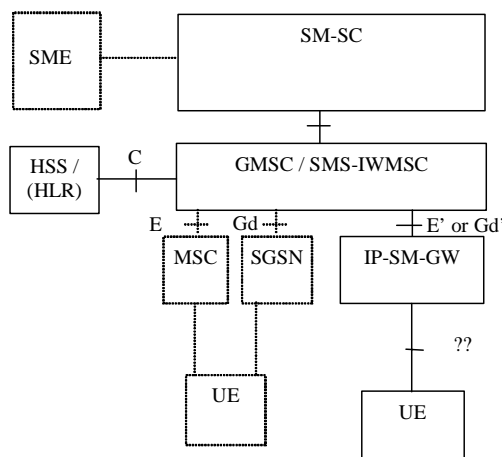 SM-SC
SME
GMSC / SMS-IWMSC
C
HSS /
(HLR)
E
Gd
E’ or Gd’
MSC
SGSN
IP-SM-GW
??
UE
UE